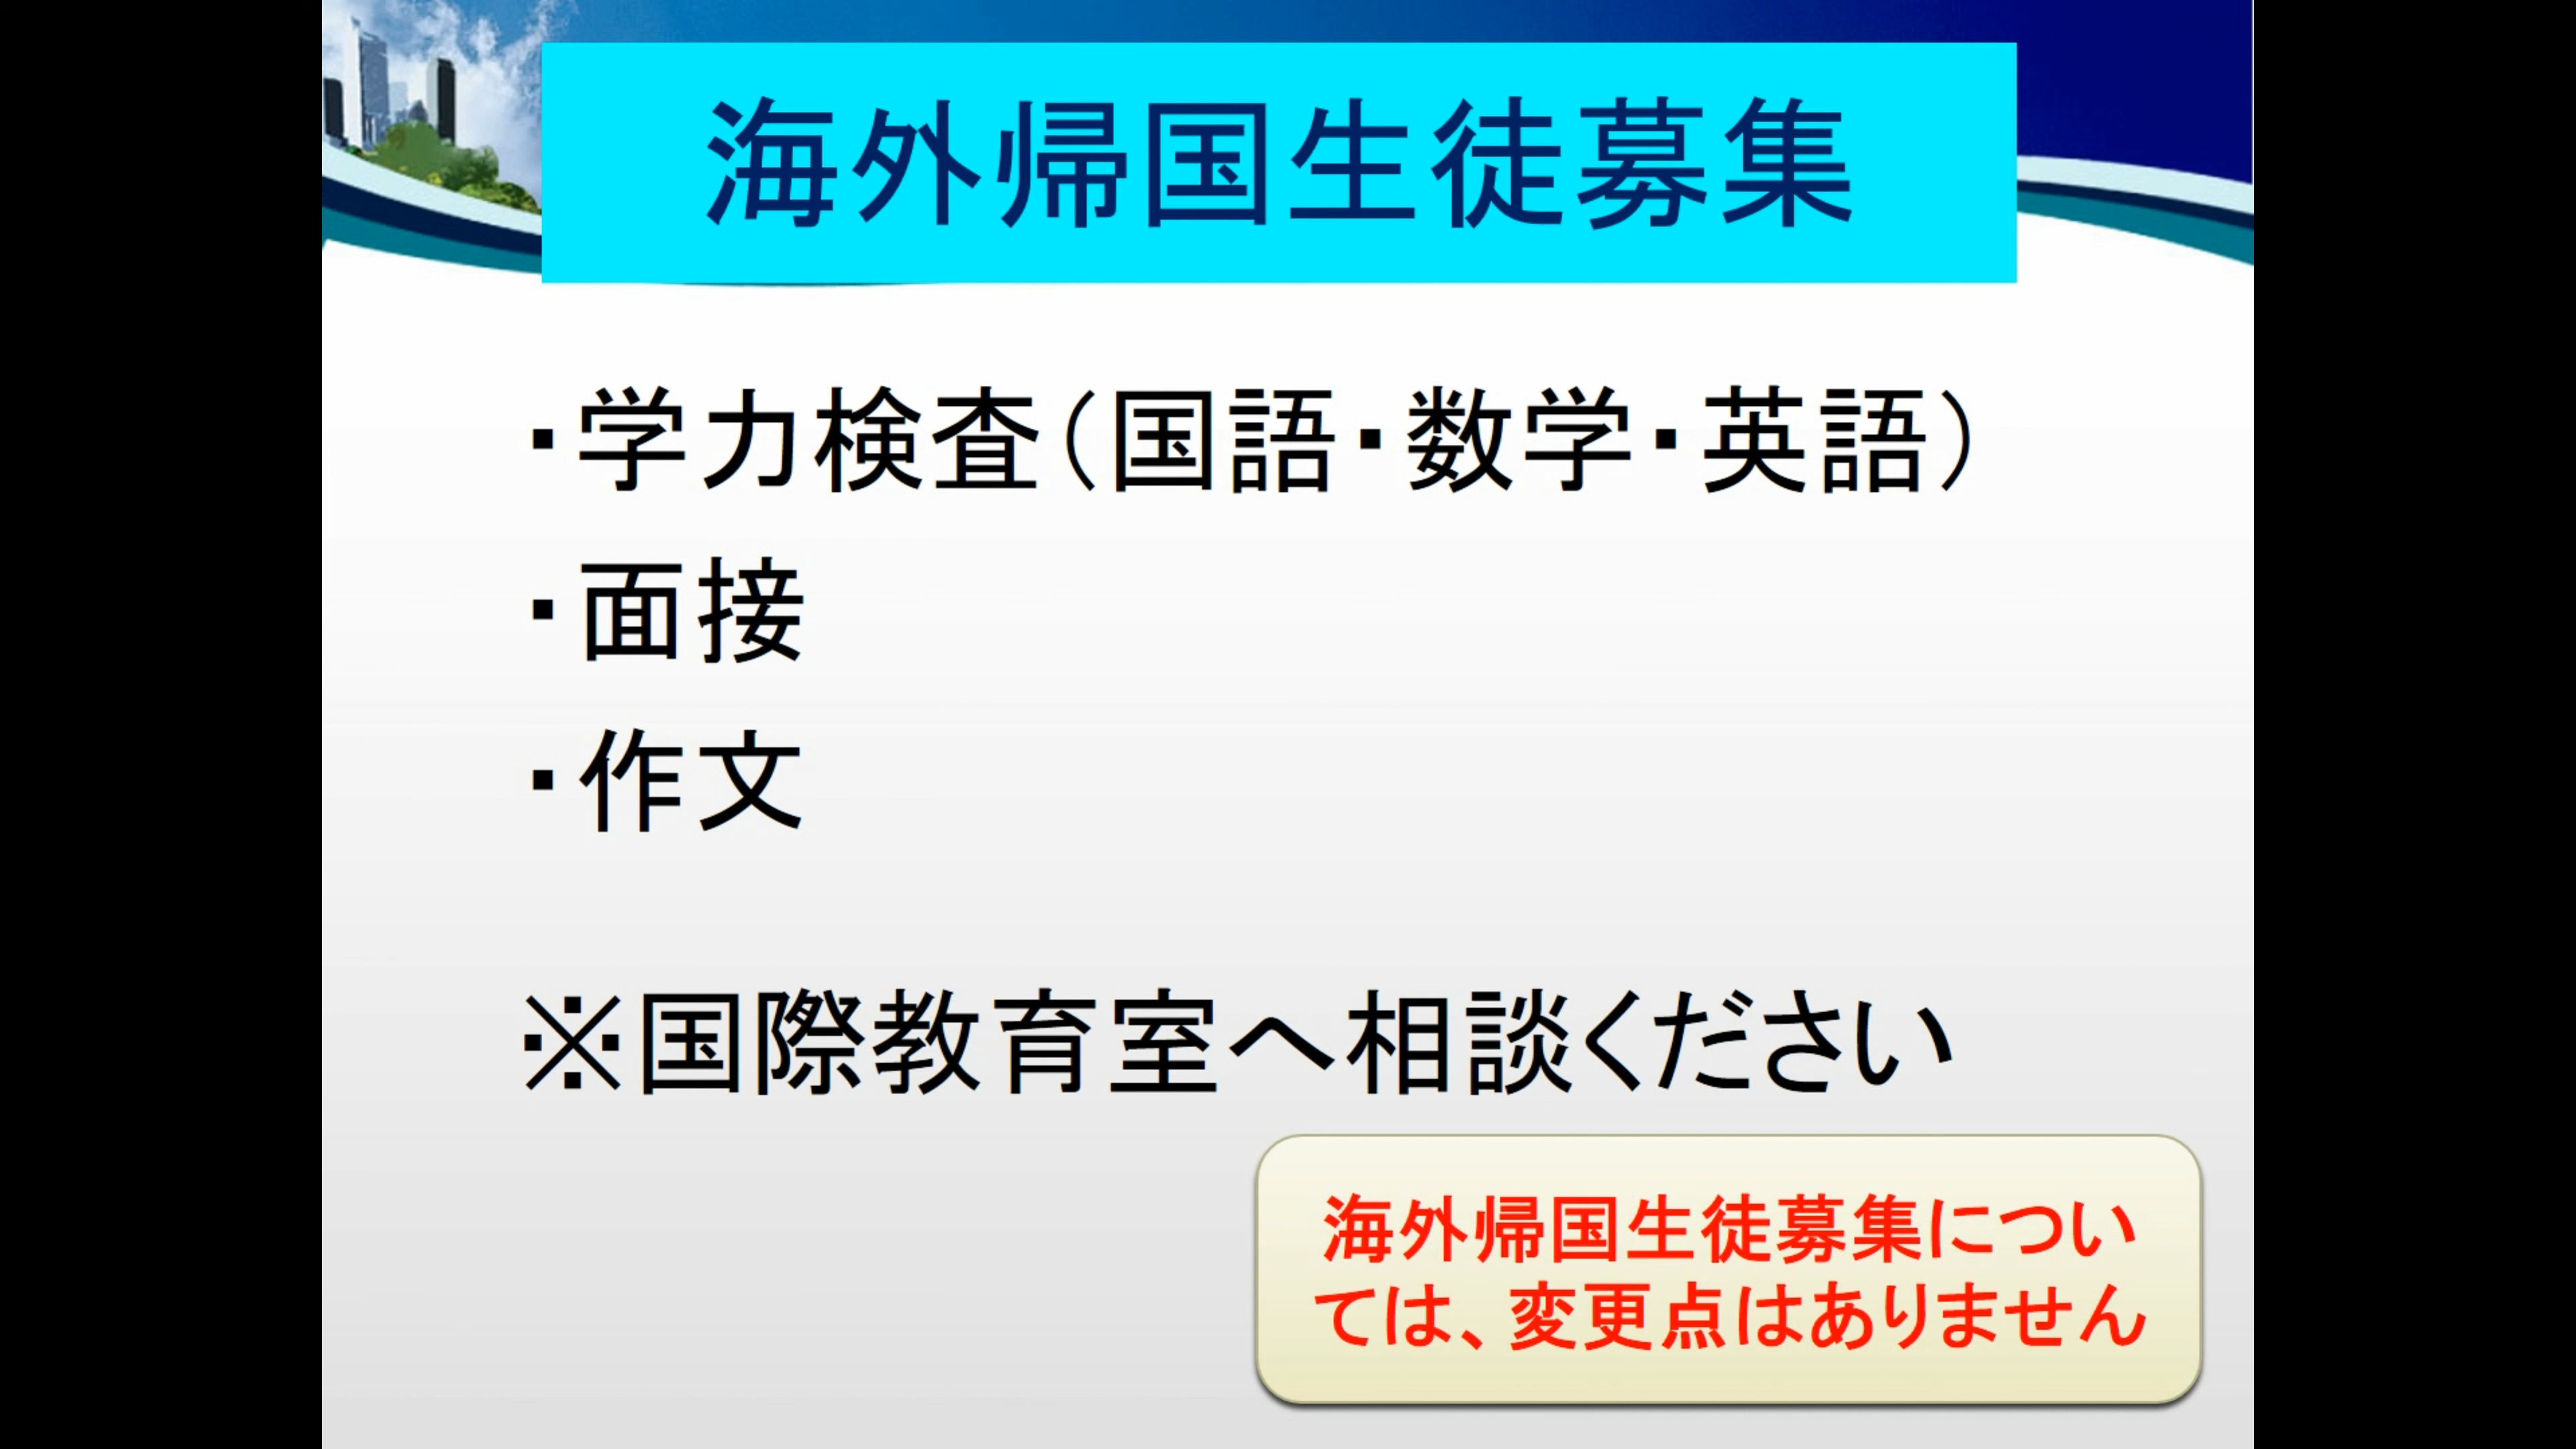 海外帰国生徒募集
・学力検査（国語・数学・英語）
・面接
・作文
※国際教育室へ相談ください
海外帰国生徒募集につい
ては、変更点はありません